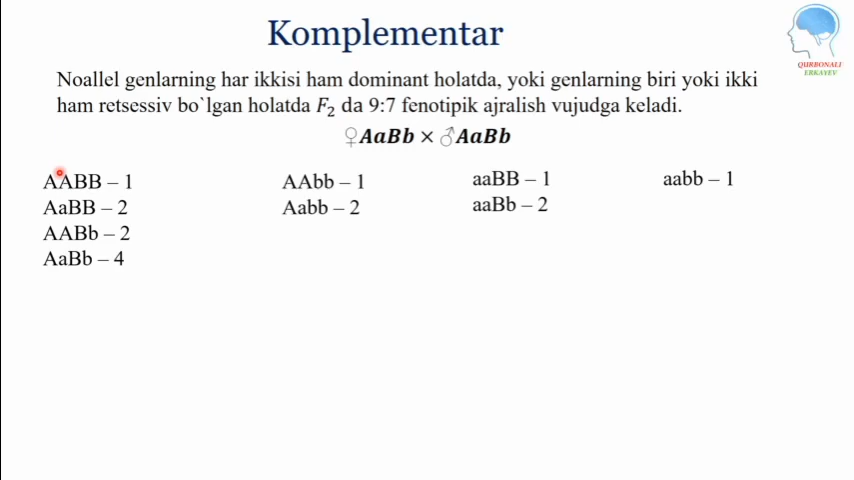 Komplementar
QURBONALI
ERKAYEV
Noallel genlarning har ikkisi ham dominant holatda, yoki genlarning biri yoki ikki
ham retsessiv bo`lgan holatda F₂ da 9:7 fenotipik ajralish vujudga keladi.
♀AaBb × ♂AaBb
AABB – 1
AaBB – 2
AABb – 2
AaBb – 4
AAbb – 1
Aabb – 2
aaBB – 1
aaBb – 2
aabb – 1